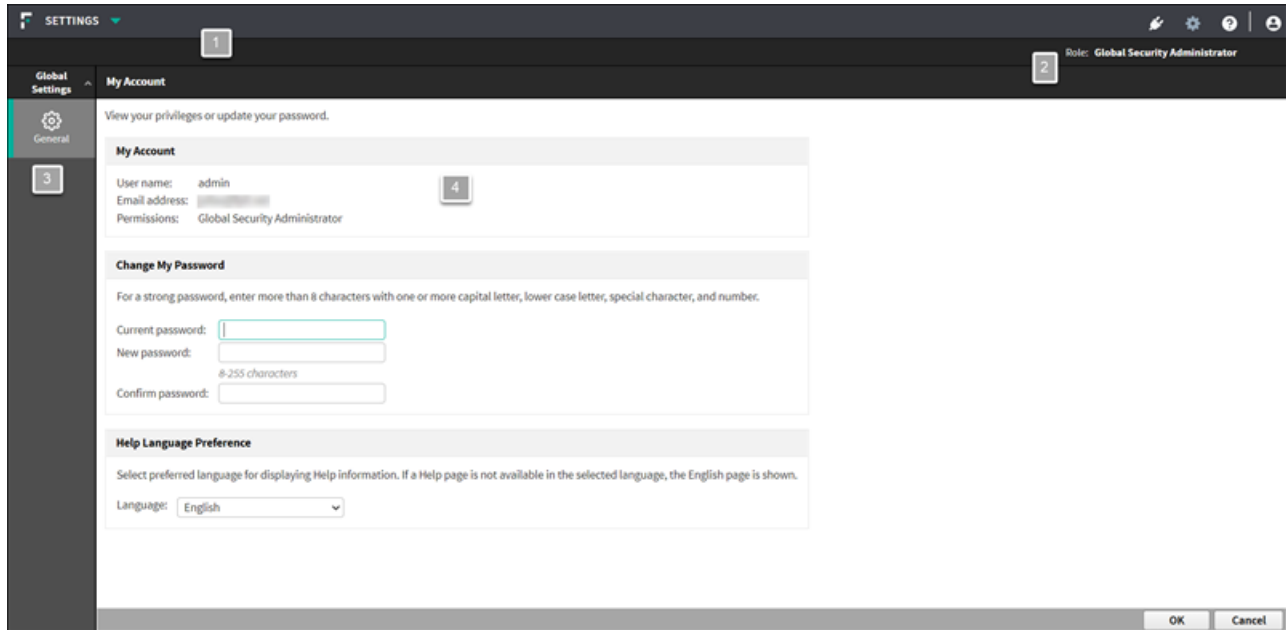 SETTINGS
1
Role: Global Security Administrator
2
Global
Settings
My Account
General
3
View your privileges or update your password.
My Account
User name: admin
4
Email address:
Permissions: Global Security Administrator
Change My Password
For a strong password, enter more than 8 characters with one or more capital letter, lower case letter, special character, and number.
Current password:
New password:
8-255 characters
Confirm password:
Help Language Preference
Select preferred language for displaying Help information. If a Help page is not available in the selected language, the English page is shown.
Language: English
OK Cancel